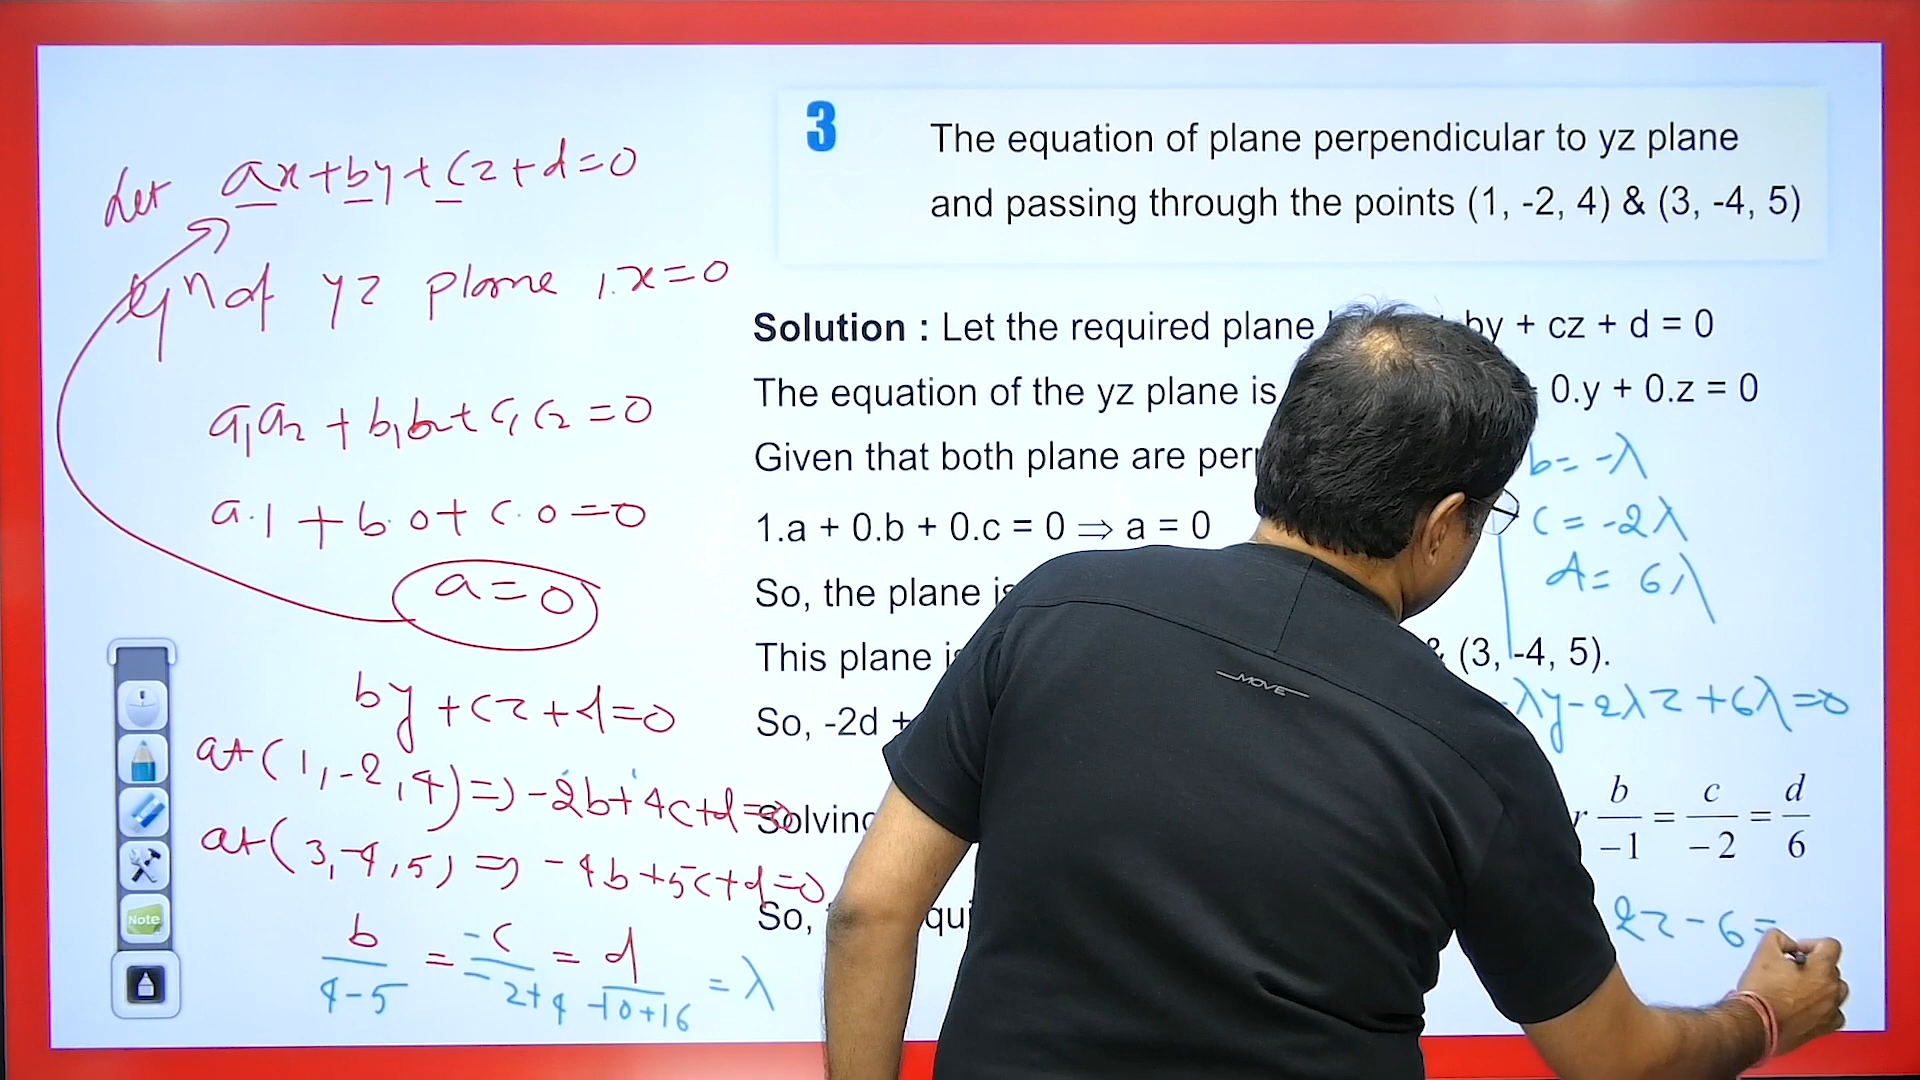 3
The equation of plane perpendicular to yz plane
and passing through the points (1, -2, 4) & (3, -4, 5)
Let ax+by+cz+d=0
Eqn of yz plane 1.x=0
a₁a₂ + b₁b₂ + c₁c₂ = 0
a.1 + b.0 + c.0 = 0
a=0
by+cz+d=0
at (1, -2, 4) => -2b+4c+d=0
at (3, -4, 5) => -4b+5c+d=0
b/4-5 = -c/-2+4 = d/-10+16 = λ
Solution : Let the required plane by + cz + d = 0
The equation of the yz plane is 0.y + 0.z = 0
Given that both plane are per
1.a + 0.b + 0.c = 0 ⇒ a = 0
So, the plane is
This plane is & (3, -4, 5).
So, -2d +
Solving b/-1 = c/-2 = d/6
So,
b= -λ
c = -2λ
d= 6λ
-λy-2λz+6λ=0
2z-6=
MOVE
Note